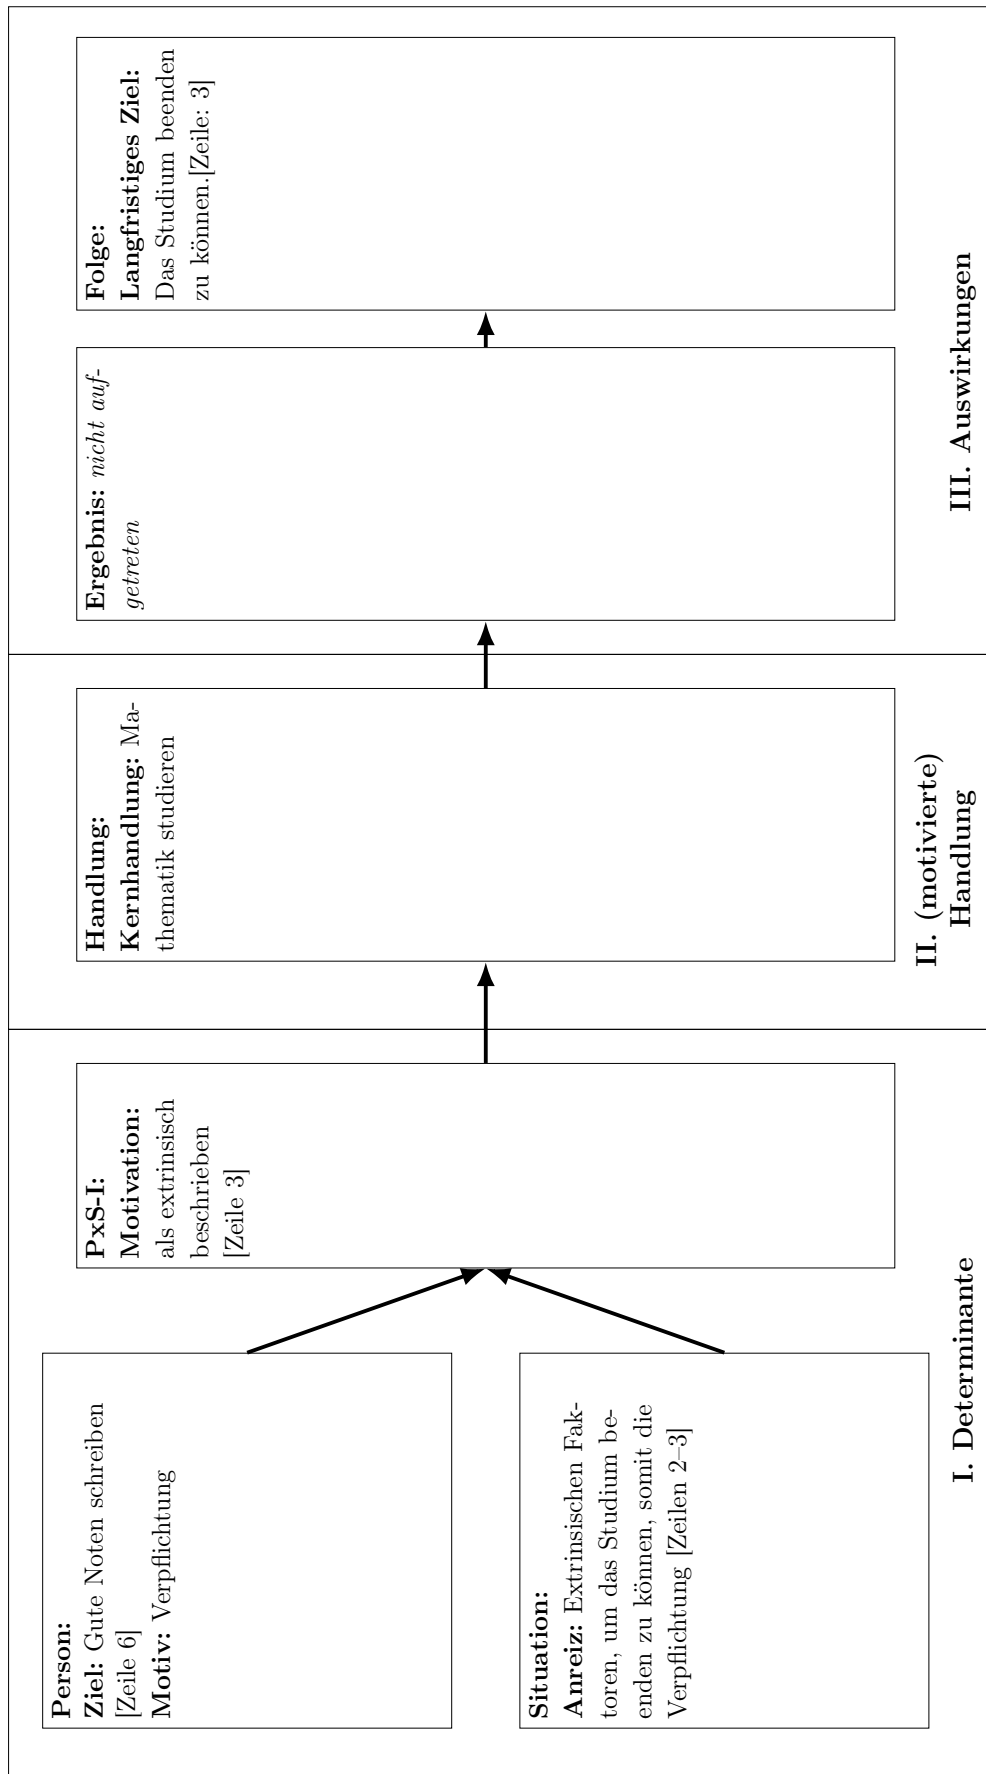 Person:
Ziel: Gute Noten schreiben
[Zeile 6]
Motiv: Verpflichtung
Situation:
Anreiz: Extrinsischen Fak-
toren, um das Studium be-
enden zu können, somit die
Verpflichtung [Zeilen 2–3]
PxS-I:
Motivation:
als extrinsisch
beschrieben
[Zeile 3]
I. Determinante
Handlung:
Kernhandlung: Ma-
thematik studieren
II. (motivierte)
Handlung
Ergebnis: nicht auf-
getreten
Folge:
Langfristiges Ziel:
Das Studium beenden
zu können.[Zeile: 3]
III. Auswirkungen